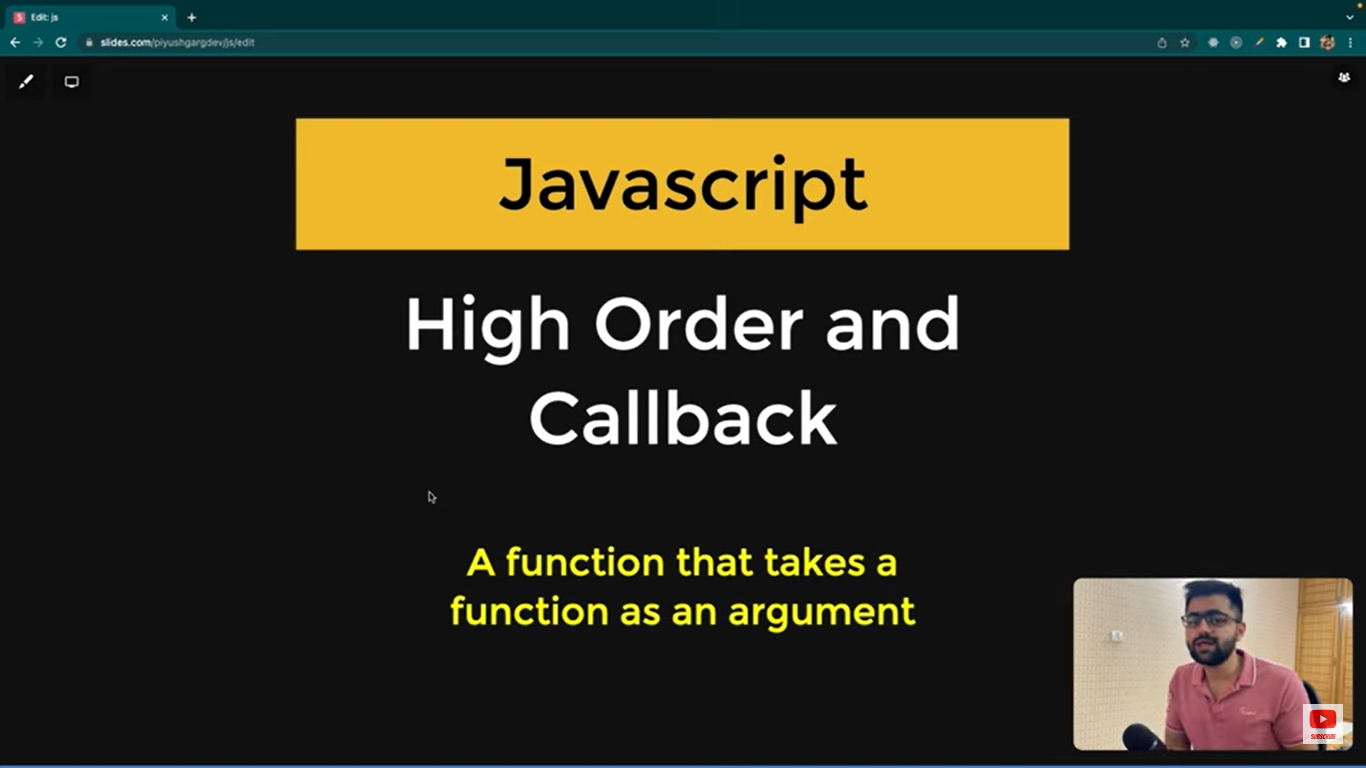 Edit: js
slides.com/piyushgargdev/js/edit
Javascript
High Order and
Callback
A function that takes a
function as an argument
SUBSCRIBE